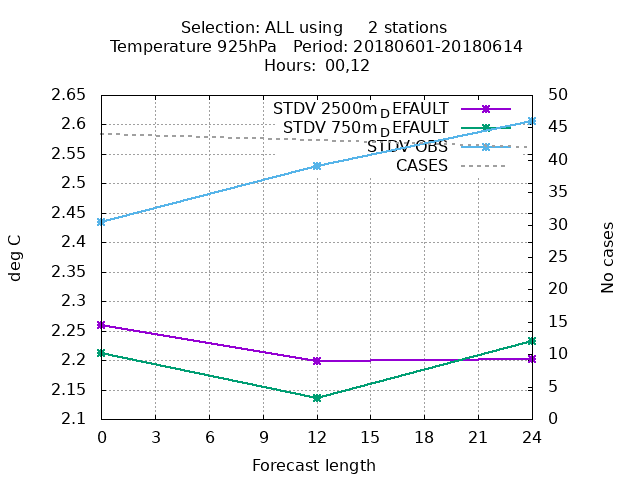 Selection: ALL using 2 stations
Temperature 925hPa Period: 20180601-20180614
Hours: 00,12
2.65
2.6
2.55
2.5
2.45
2.4
2.35
2.3
2.25
2.2
2.15
2.1
deg C
STDV 2500m_DEFAULT
STDV 750m_DEFAULT
STDV OBS
CASES
50
45
40
35
30
25
20
15
10
5
0
No cases
0 3 6 9 12 15 18 21 24
Forecast length